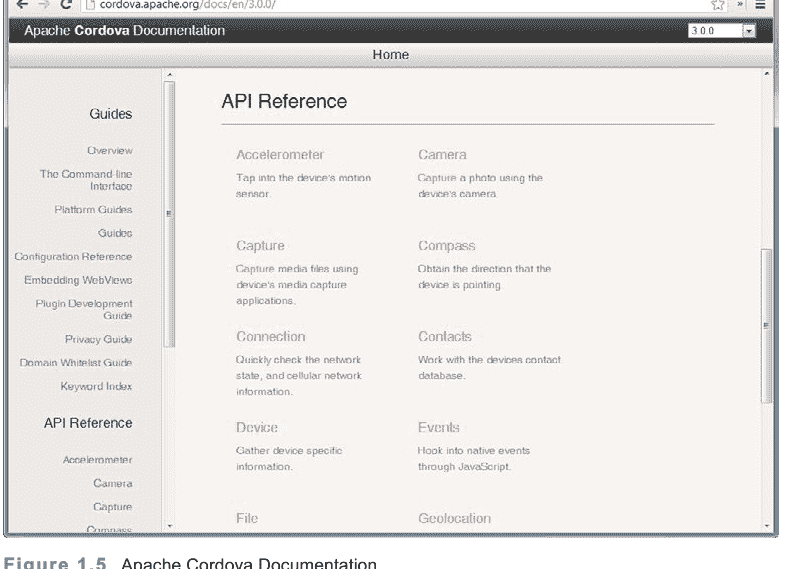 cordova.apache.org/docs/en/3.0.0/
Apache Cordova Documentation
3.0.0
Home
Guides
Overview
The Command-line
Interface
Platform Guides
Guides
Configuration Reference
Embedding WebViews
Plugin Development
Guide
Privacy Guide
Domain Whitelist Guide
Keyword Index
API Reference
Accelerometer
Camera
Capture
Compass
API Reference
Accelerometer
Tap into the device's motion
sensor.
Camera
Capture a photo using the
device's camera.
Capture
Capture media files using
device's media capture
applications.
Compass
Obtain the direction that the
device is pointing.
Connection
Quickly check the network
state, and cellular network
information.
Contacts
Work with the devices contact
database.
Device
Gather device specific
information.
Events
Hook into native events
through JavaScript.
File
Geolocation
Figure 1.5 Apache Cordova Documentation